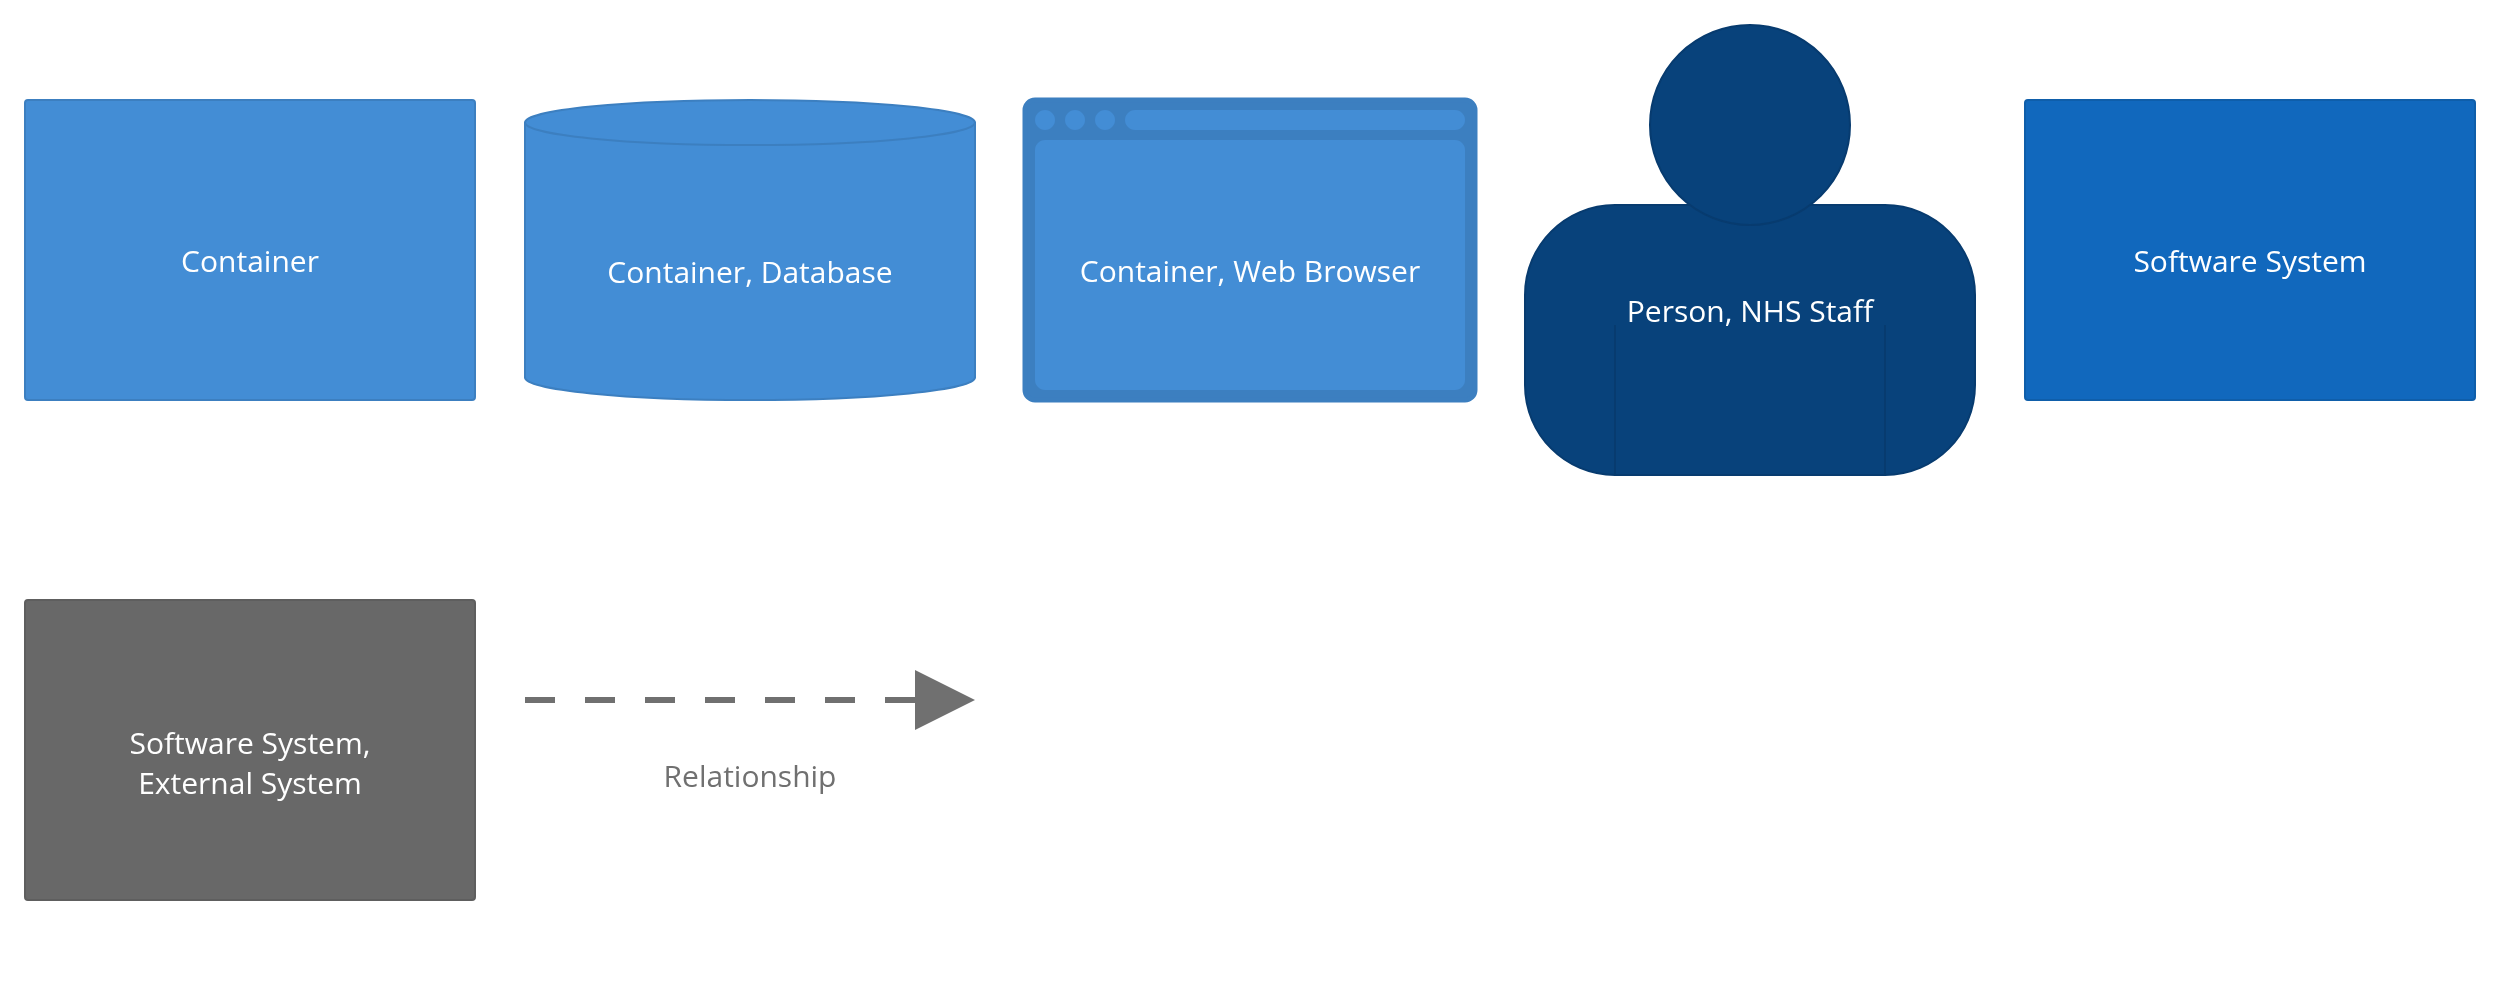 Container
Container, Database
Container, Web Browser
Person, NHS Staff
Software System
Software System,
External System
Relationship